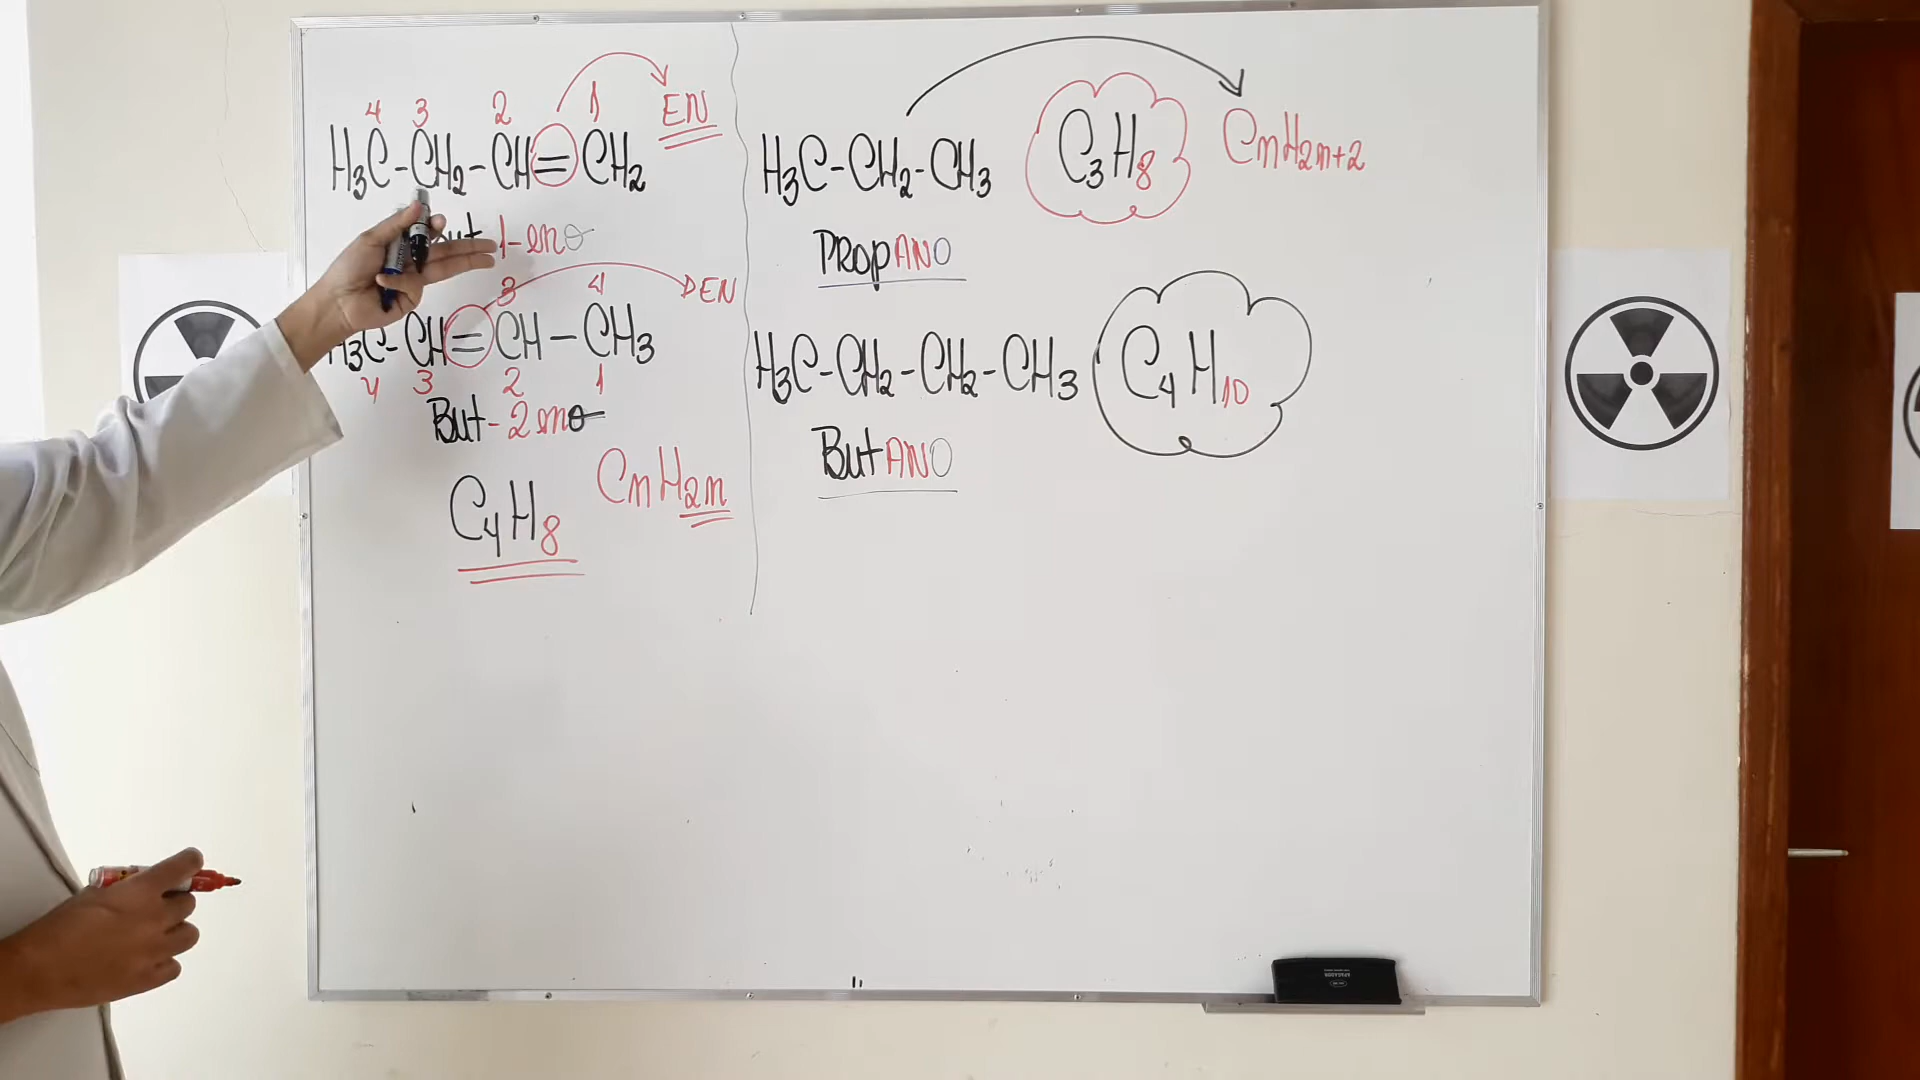 4 3 2 1 EN
H₃C-CH₂-CH=CH₂
But 1-eno
3 4 EN
H₃C-CH=CH-CH₃
4 3 2 1
But-2eno
CnH2n
C₄H₈
H₃C-CH₂-CH₃ C₃H₈ CnH2n+2
PropANO
H₃C-CH₂-CH₂-CH₃ C₄H₁₀
ButANO